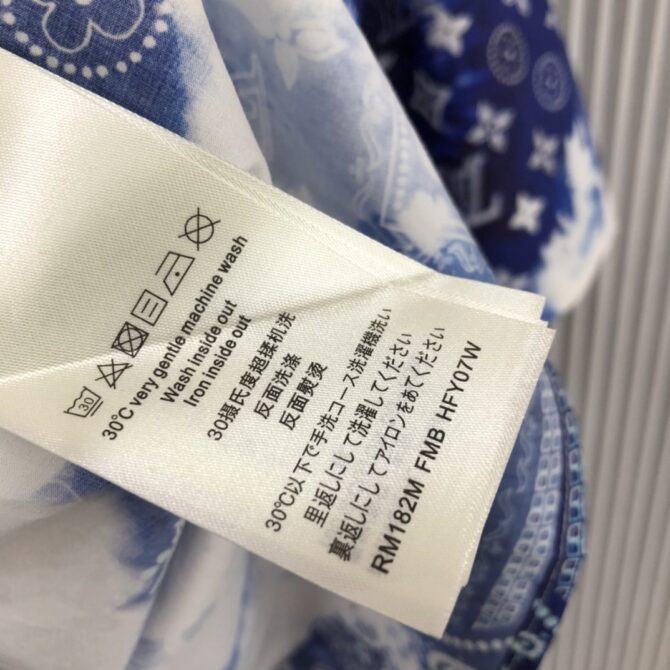 30
30℃ very gentle machine wash
Wash inside out
Iron inside out
30摄氏度超揉机洗
反面洗涤
反面熨烫
30℃以下で手洗コース洗濯機洗い
里返しにして洗濯してください
裏返しにしてアイロンをあてください
RM182M FMB HFY07W